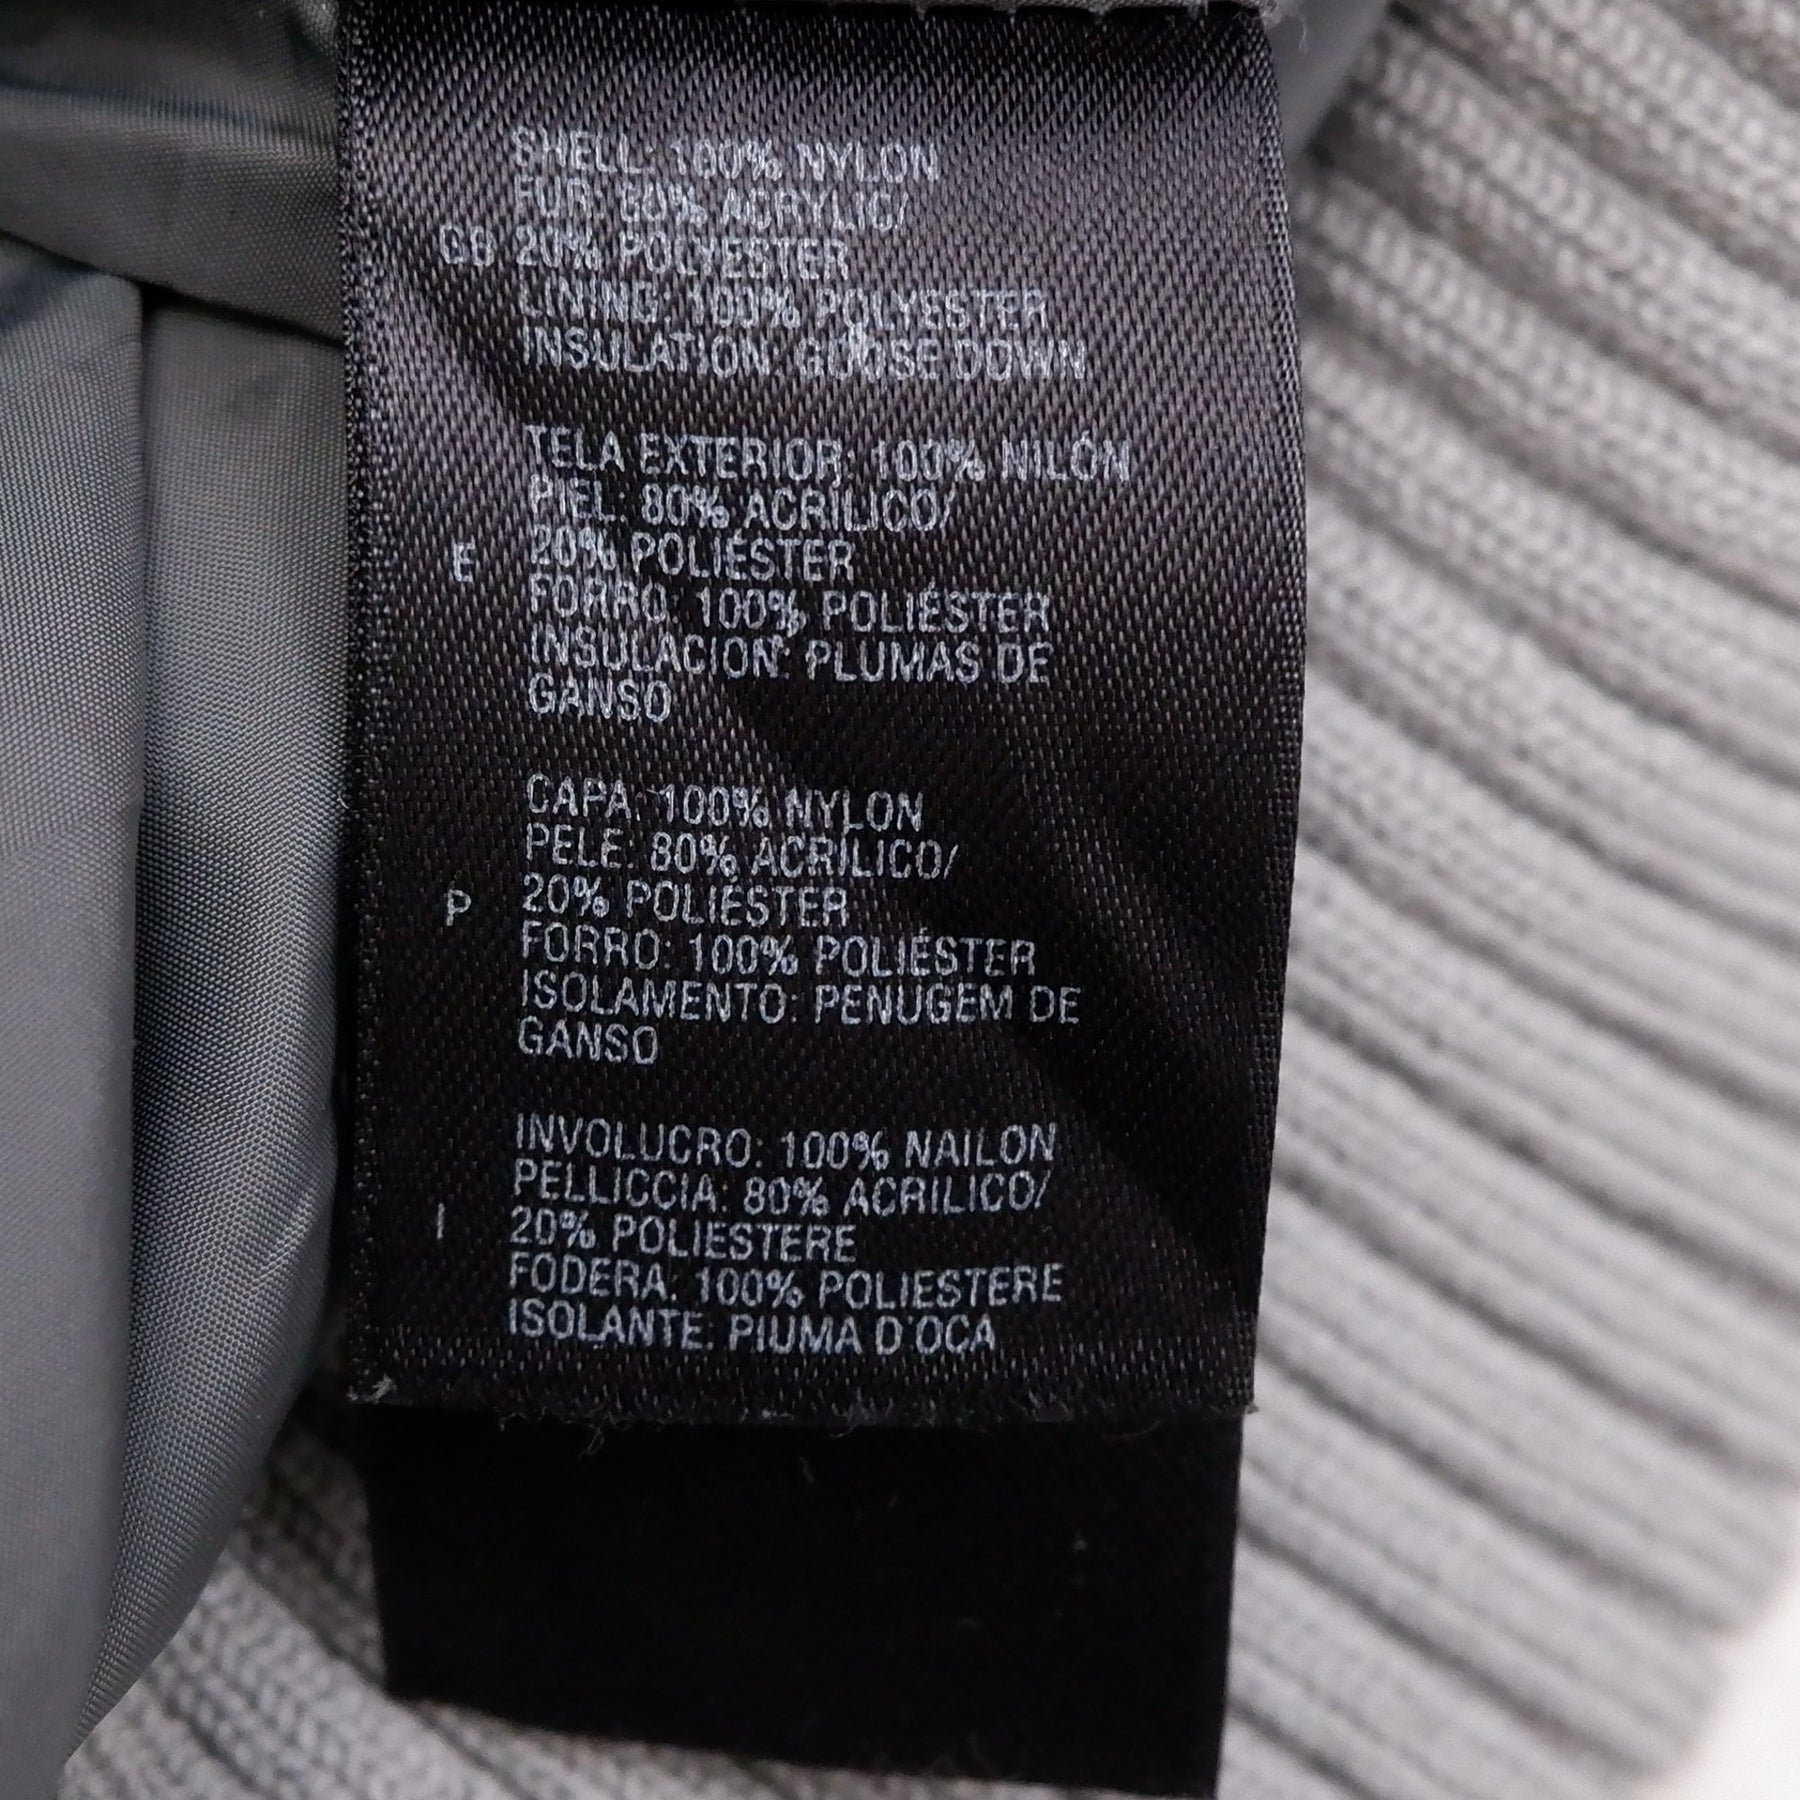 SHELL: 100% NYLON
FUR: 80% ACRYLIC/
GB 20% POLYESTER
LINING: 100% POLYESTER
INSULATION: GOOSE DOWN
TELA EXTERIOR: 100% NILÓN
PIEL: 80% ACRÍLICO/
E 20% POLIÉSTER
FORRO: 100% POLIÉSTER
INSULACION: PLUMAS DE
GANSO
CAPA: 100% NYLON
PELE: 80% ACRÍLICO/
P 20% POLIÉSTER
FORRO: 100% POLIÉSTER
ISOLAMENTO: PENUGEM DE
GANSO
INVOLUCRO: 100% NAILON
PELLICCIA: 80% ACRILICO/
I 20% POLIESTERE
FODERA: 100% POLIESTERE
ISOLANTE: PIUMA D'OCA